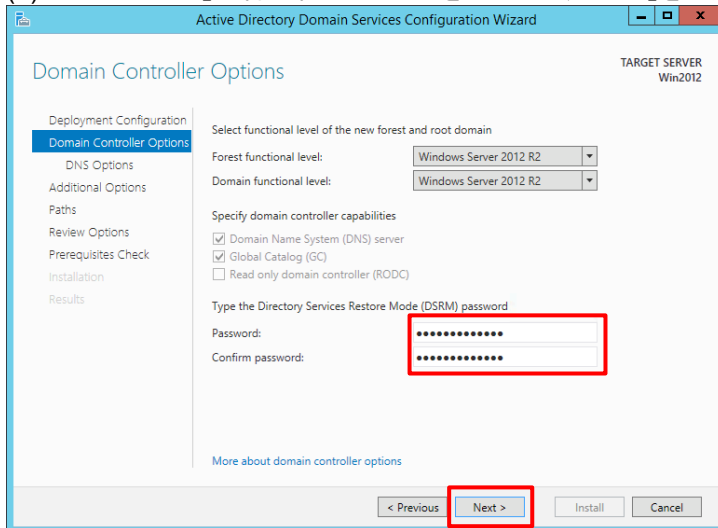 Active Directory Domain Services Configuration Wizard
Domain Controller Options
TARGET SERVER
Win2012
Deployment Configuration
Domain Controller Options
DNS Options
Additional Options
Paths
Review Options
Prerequisites Check
Installation
Results
Select functional level of the new forest and root domain
Forest functional level: Windows Server 2012 R2
Domain functional level: Windows Server 2012 R2
Specify domain controller capabilities
Domain Name System (DNS) server
Global Catalog (GC)
Read only domain controller (RODC)
Type the Directory Services Restore Mode (DSRM) password
Password: •••••••••••••
Confirm password: •••••••••••••
More about domain controller options
< Previous Next > Install Cancel